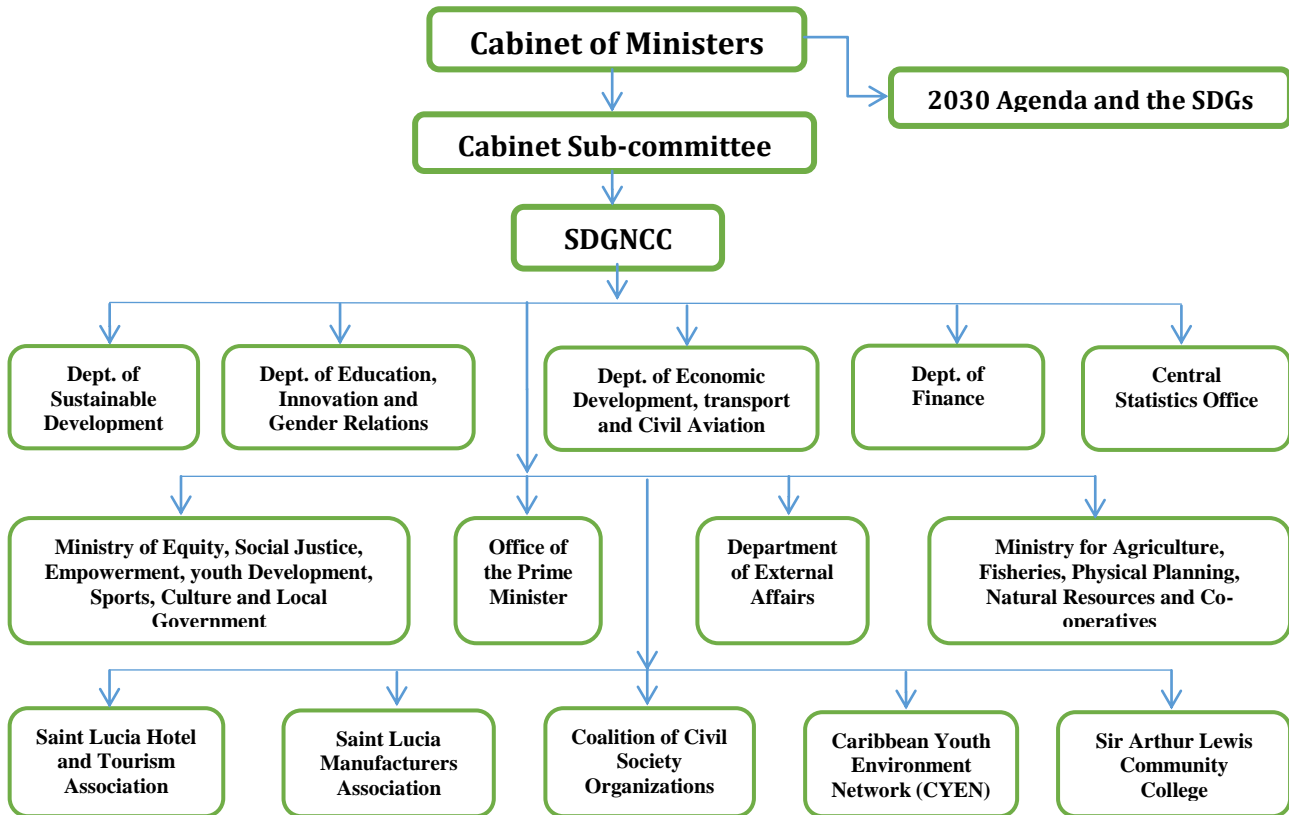 Cabinet of Ministers
2030 Agenda and the SDGs
Cabinet Sub-committee
SDGNCC
Dept. of
Sustainable
Development
Dept. of Education,
Innovation and
Gender Relations
Dept. of Economic
Development, transport
and Civil Aviation
Dept. of
Finance
Central
Statistics Office
Ministry of Equity, Social Justice,
Empowerment, youth Development,
Sports, Culture and Local
Government
Office of
the Prime
Minister
Department
of External
Affairs
Ministry for Agriculture,
Fisheries, Physical Planning,
Natural Resources and Co-
operatives
Saint Lucia Hotel
and Tourism
Association
Saint Lucia
Manufacturers
Association
Coalition of Civil
Society
Organizations
Caribbean Youth
Environment
Network (CYEN)
Sir Arthur Lewis
Community
College